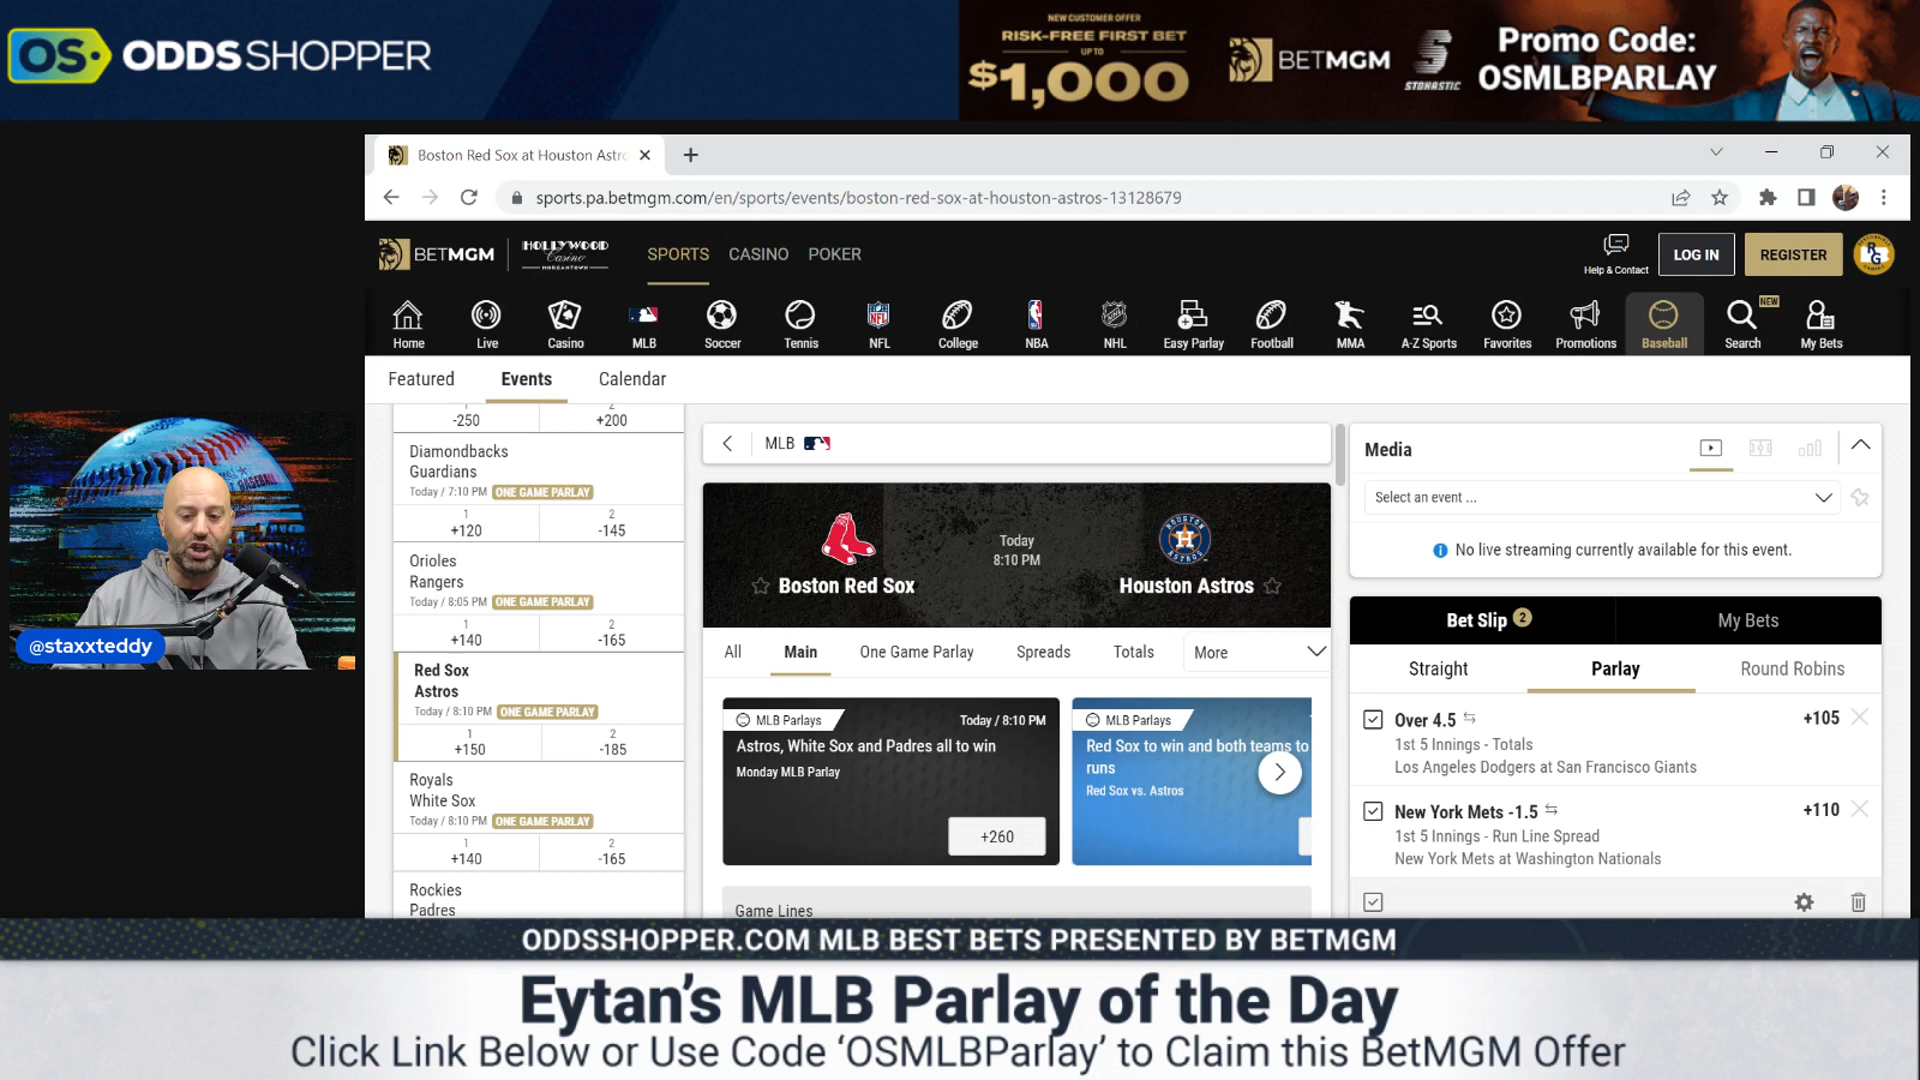 OS
ODDSSHOPPER
NEW CUSTOMER OFFER
RISK-FREE FIRST BET
UP TO
$1,000
BETMGM
STOKASTIC
Promo Code:
OSMLBPARLAY
Boston Red Sox at Houston Astro
sports.pa.betmgm.com/en/sports/events/boston-red-sox-at-houston-astros-13128679
BETMGM
HOLLYWOOD
Casino
MORGANTOWN
SPORTS
CASINO
POKER
Help & Contact
LOG IN
REGISTER
RG
Home
Live
Casino
MLB
Soccer
Tennis
NFL
College
NBA
NHL
Easy Parlay
Football
MMA
A-Z Sports
Favorites
Promotions
Baseball
NEW
Search
My Bets
Featured
Events
Calendar
-250
+200
Diamondbacks
Guardians
Today / 7:10 PM ONE GAME PARLAY
1 2
+120 -145
Orioles
Rangers
Today / 8:05 PM ONE GAME PARLAY
1 2
+140 -165
Red Sox
Astros
Today / 8:10 PM ONE GAME PARLAY
1 2
+150 -185
Royals
White Sox
Today / 8:10 PM ONE GAME PARLAY
1 2
+140 -165
Rockies
Padres
@staxxteddy
MLB
Today
8:10 PM
Boston Red Sox
Houston Astros
All
Main
One Game Parlay
Spreads
Totals
More
MLB Parlays
Today / 8:10 PM
Astros, White Sox and Padres all to win
Monday MLB Parlay
+260
MLB Parlays
Red Sox to win and both teams to
runs
Red Sox vs. Astros
Game Lines
Media
Select an event ...
No live streaming currently available for this event.
Bet Slip 2
My Bets
Straight
Parlay
Round Robins
Over 4.5
+105
1st 5 Innings - Totals
Los Angeles Dodgers at San Francisco Giants
New York Mets -1.5
+110
1st 5 Innings - Run Line Spread
New York Mets at Washington Nationals
ODDSSHOPPER.COM MLB BEST BETS PRESENTED BY BETMGM
Eytan's MLB Parlay of the Day
Click Link Below or Use Code 'OSMLBParlay' to Claim this BetMGM Offer